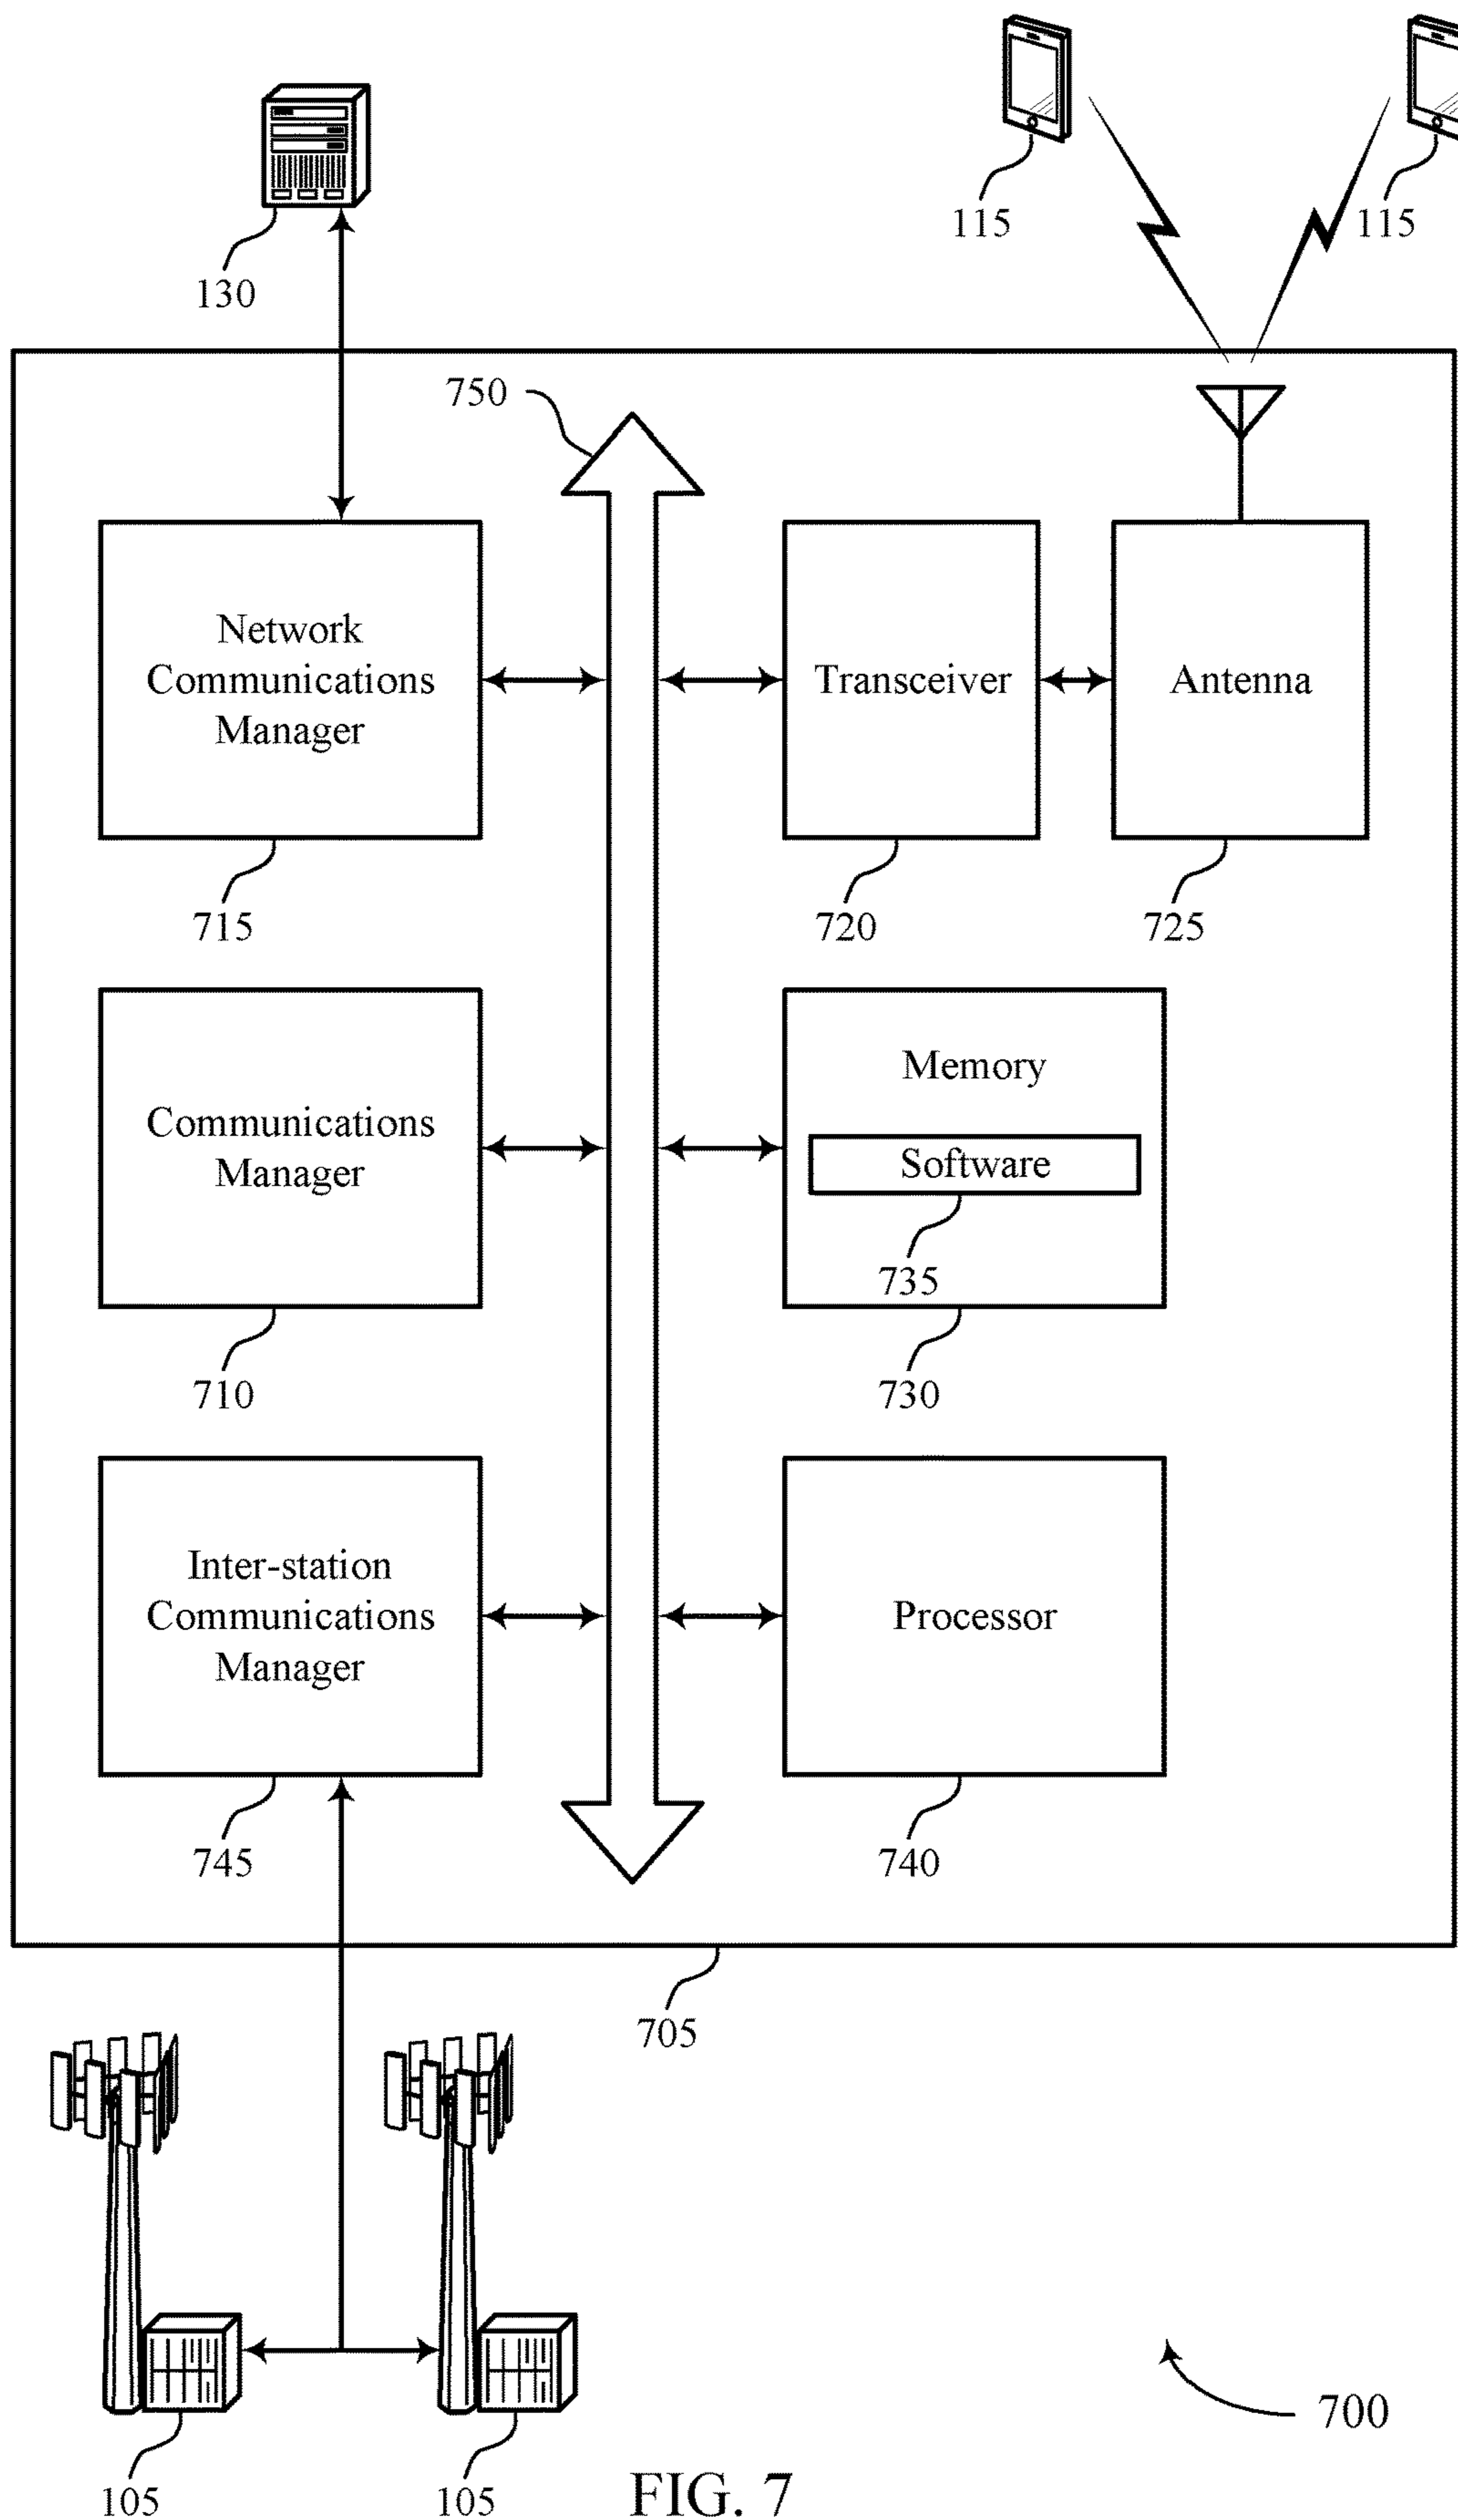 115
115
130
750
Network
Communications
Manager
Transceiver
Antenna
715
720
725
Communications
Manager
Memory
Software
735
710
730
Inter-station
Communications
Manager
Processor
745
740
705
700
105
105
FIG. 7